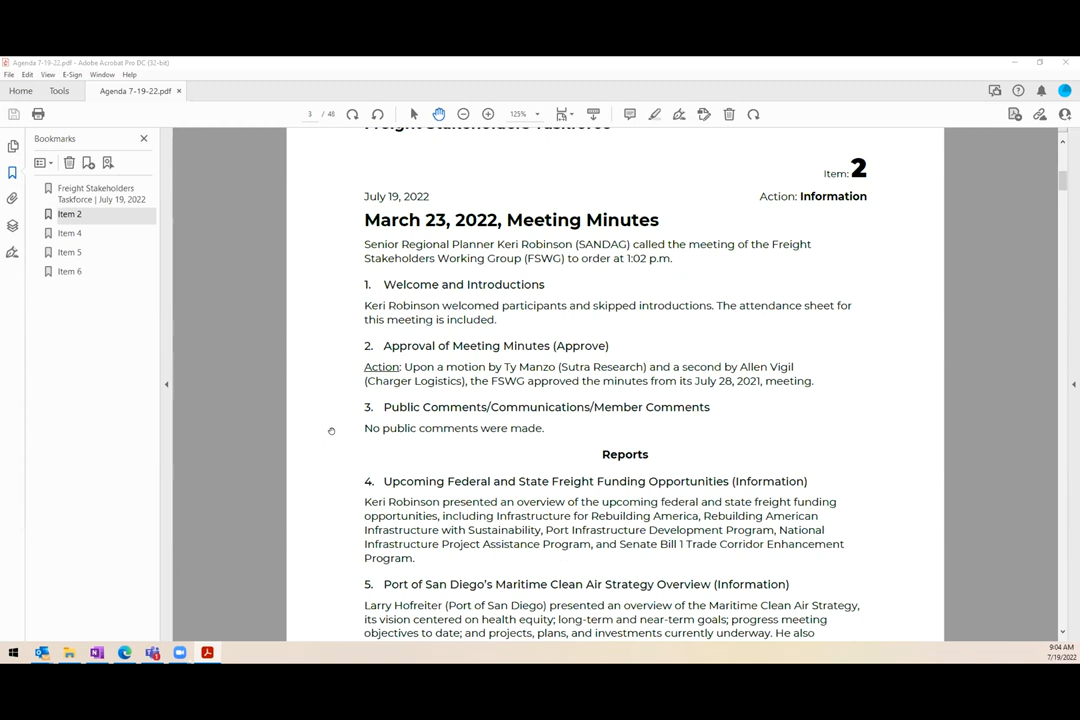 Agenda 7-19-22.pdf - Adobe Acrobat Pro DC (32-bit)
File Edit View E-Sign Window Help
Home Tools Agenda 7-19-22.pdf ×
3 / 48 125%
Bookmarks
Freight Stakeholders
Taskforce | July 19, 2022
Item 2
Item 4
Item 5
Item 6
Freight Stakeholders Taskforce
Item: 2
July 19, 2022 Action: Information
March 23, 2022, Meeting Minutes
Senior Regional Planner Keri Robinson (SANDAG) called the meeting of the Freight
Stakeholders Working Group (FSWG) to order at 1:02 p.m.
1. Welcome and Introductions
Keri Robinson welcomed participants and skipped introductions. The attendance sheet for
this meeting is included.
2. Approval of Meeting Minutes (Approve)
Action: Upon a motion by Ty Manzo (Sutra Research) and a second by Allen Vigil
(Charger Logistics), the FSWG approved the minutes from its July 28, 2021, meeting.
3. Public Comments/Communications/Member Comments
No public comments were made.
Reports
4. Upcoming Federal and State Freight Funding Opportunities (Information)
Keri Robinson presented an overview of the upcoming federal and state freight funding
opportunities, including Infrastructure for Rebuilding America, Rebuilding American
Infrastructure with Sustainability, Port Infrastructure Development Program, National
Infrastructure Project Assistance Program, and Senate Bill 1 Trade Corridor Enhancement
Program.
5. Port of San Diego's Maritime Clean Air Strategy Overview (Information)
Larry Hofreiter (Port of San Diego) presented an overview of the Maritime Clean Air Strategy,
its vision centered on health equity; long-term and near-term goals; progress meeting
objectives to date; and projects, plans, and investments currently underway. He also
9:04 AM
7/19/2022